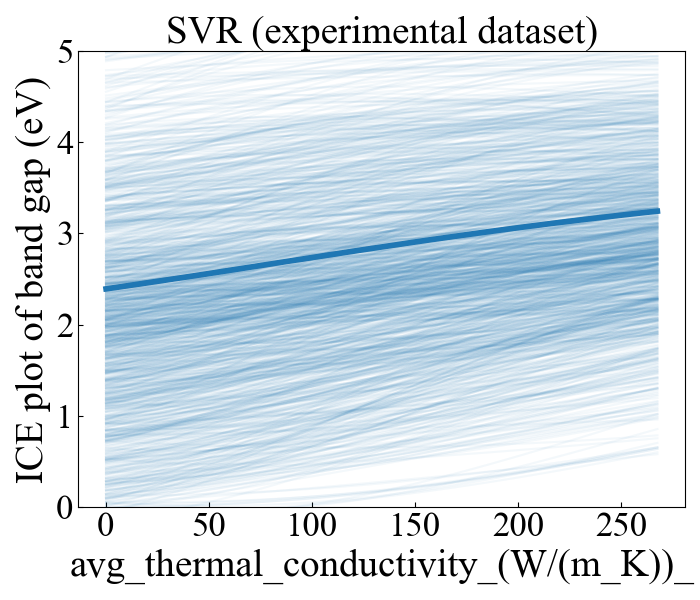 SVR (experimental dataset)
ICE plot of band gap (eV)
5
4
3
2
1
0
0 50 100 150 200 250
avg_thermal_conductivity_(W/(m_K))_